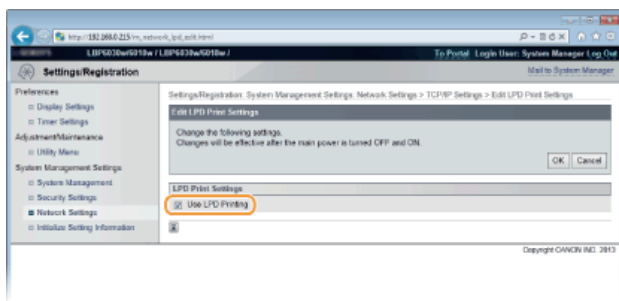 http://192.168.0.215/m_network_lpd_edit.html
LBP6030w/6018w / LBP6030w/6018w /
To Portal Login User: System Manager Log Out
Settings/Registration
Mail to System Manager
Preferences
Settings/Registration: System Management Settings: Network Settings > TCP/IP Settings > Edit LPD Print Settings
Display Settings
Edit LPD Print Settings
Timer Settings
Change the following settings.
Adjustment/Maintenance
Changes will be effective after the main power is turned OFF and ON.
Utility Menu
OK Cancel
System Management Settings
System Management
LPD Print Settings
Security Settings
Use LPD Printing
Network Settings
Initialize Setting Information
Copyright CANON INC. 2013